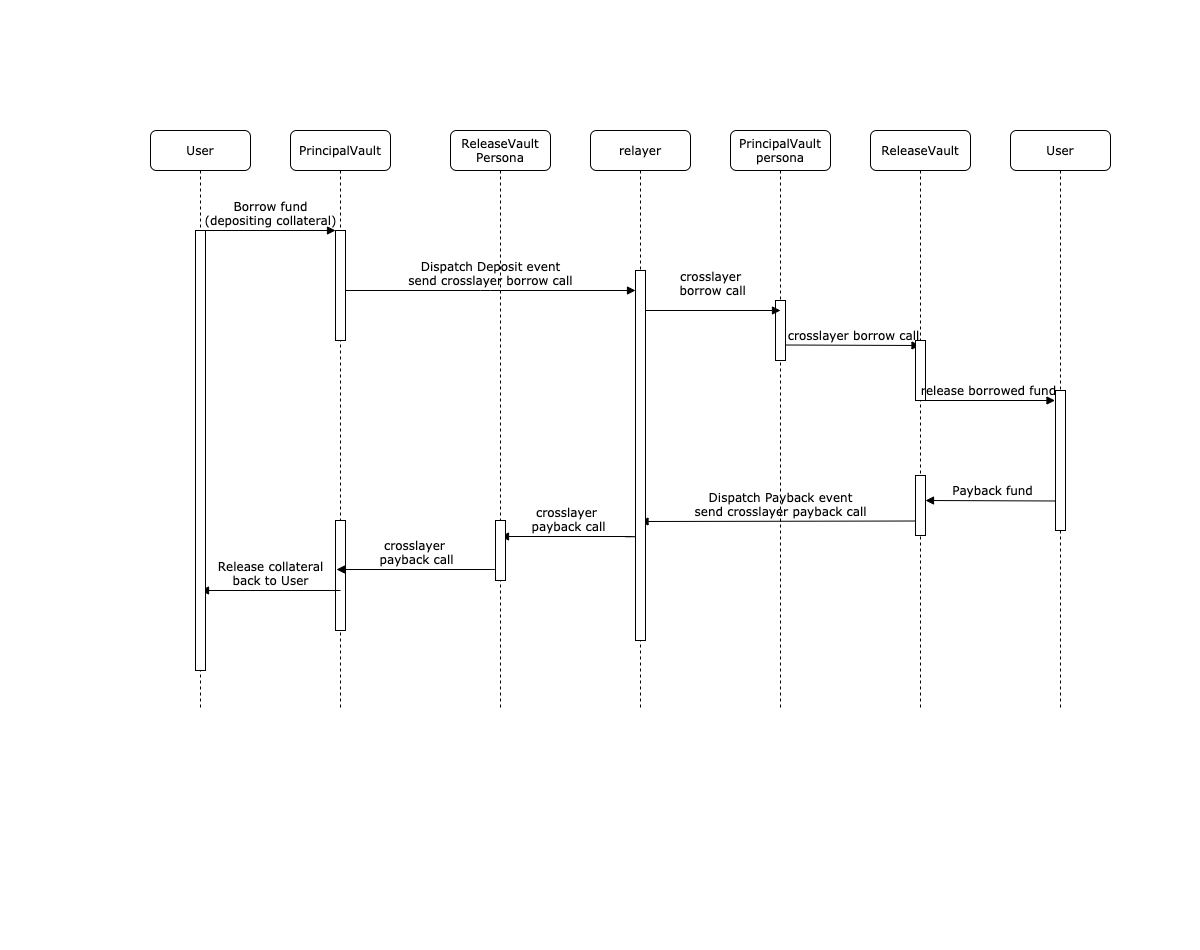 User
PrincipalVault
ReleaseVault
Persona
relayer
PrincipalVault
persona
ReleaseVault
User
Borrow fund
(depositing collateral)
Dispatch Deposit event
send crosslayer borrow call
crosslayer
borrow call
crosslayer borrow call
release borrowed fund
Payback fund
Dispatch Payback event
send crosslayer payback call
crosslayer
payback call
crosslayer
payback call
Release collateral
back to User